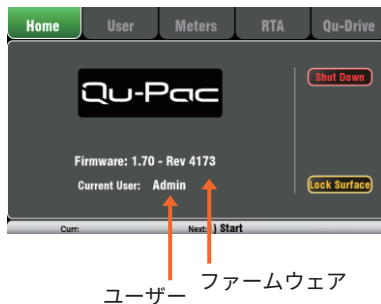 Home User Meters RTA Qu-Drive
Qu-Pac
Shut Down
Firmware: 1.70 - Rev 4173
Current User: Admin
Lock Surface
Curr: Next: ) Start
ユーザー ファームウェア